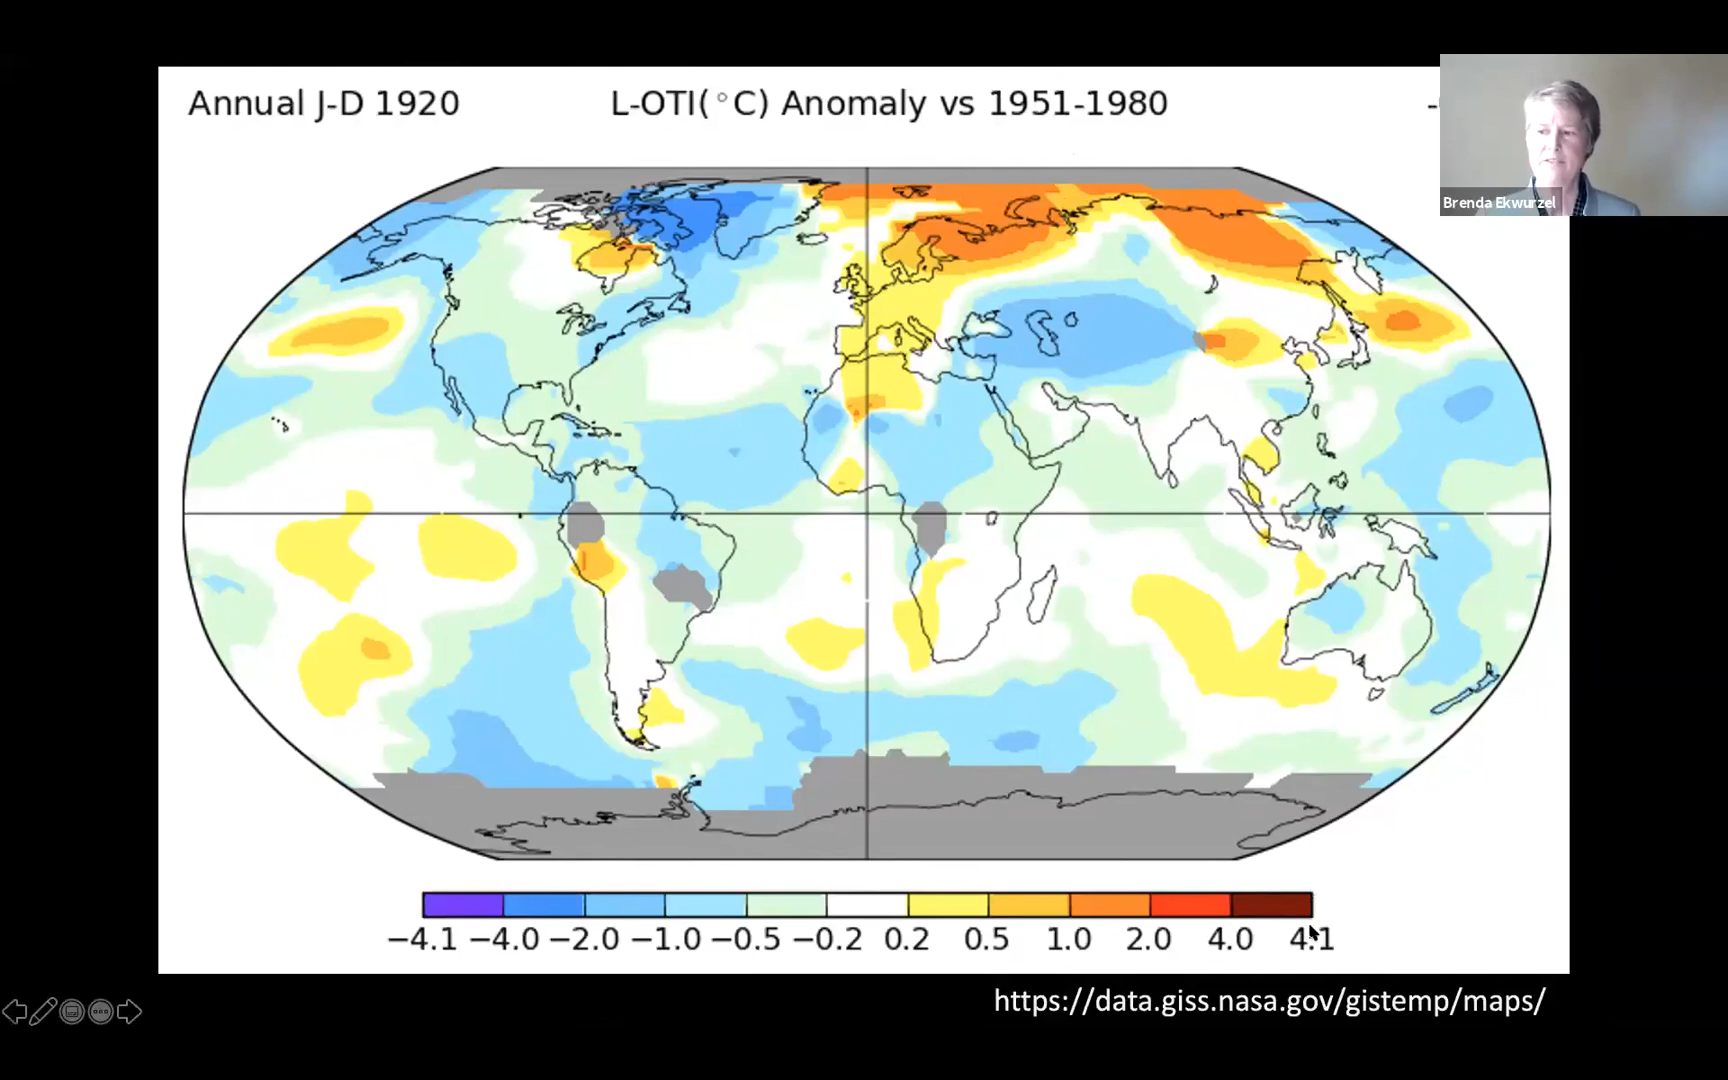 Annual J-D 1920
L-OTI(°C) Anomaly vs 1951-1980
Brenda Ekwurzel
−4.1 −4.0 −2.0 −1.0 −0.5 −0.2 0.2 0.5 1.0 2.0 4.0 4.1
https://data.giss.nasa.gov/gistemp/maps/